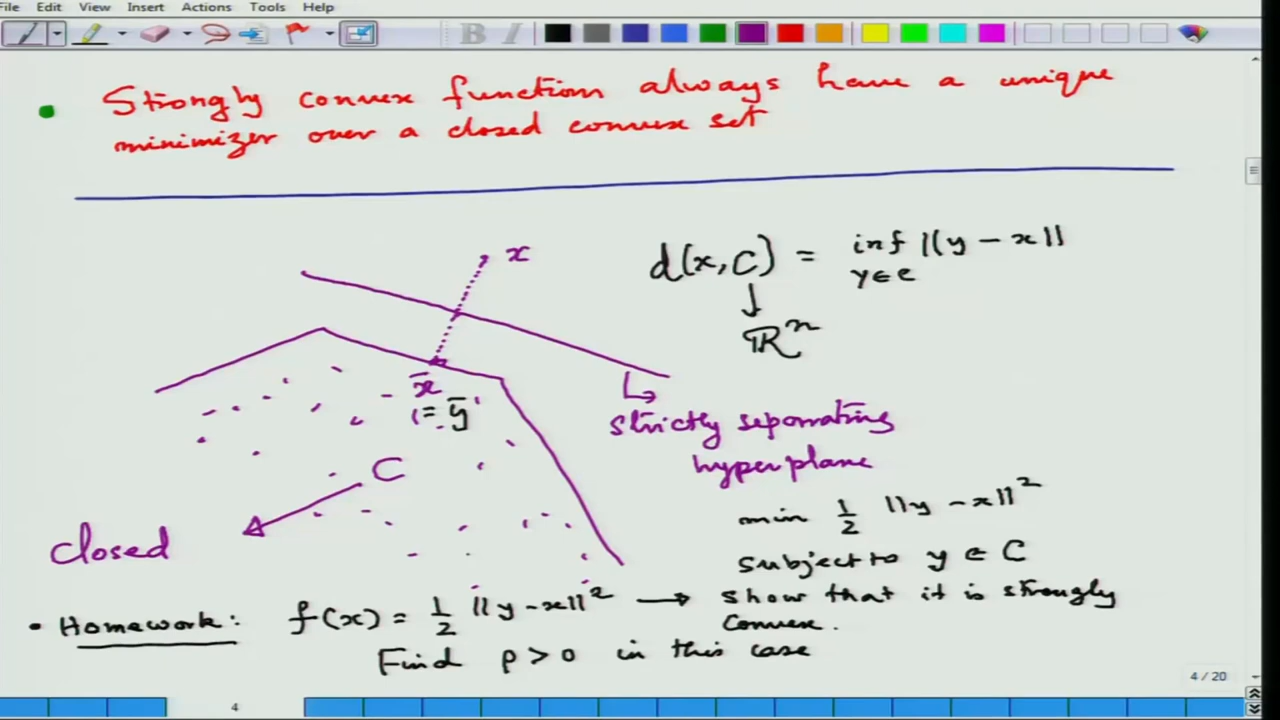 File Edit View Insert Actions Tools Help
B I
• Strongly convex function always have a unique
minimizer over a closed convex set
x
d(x, C) = inf ||y - x||
y∈C
↓
ℝⁿ
x̄
'= ȳ'
strictly separating
hyperplane
C
closed
min 1/2 ||y - x||²
subject to y ∈ C
• Homework: f(x) = 1/2 ||y - x||² → show that it is strongly
convex.
Find ρ > 0 in this case
4 / 20
4